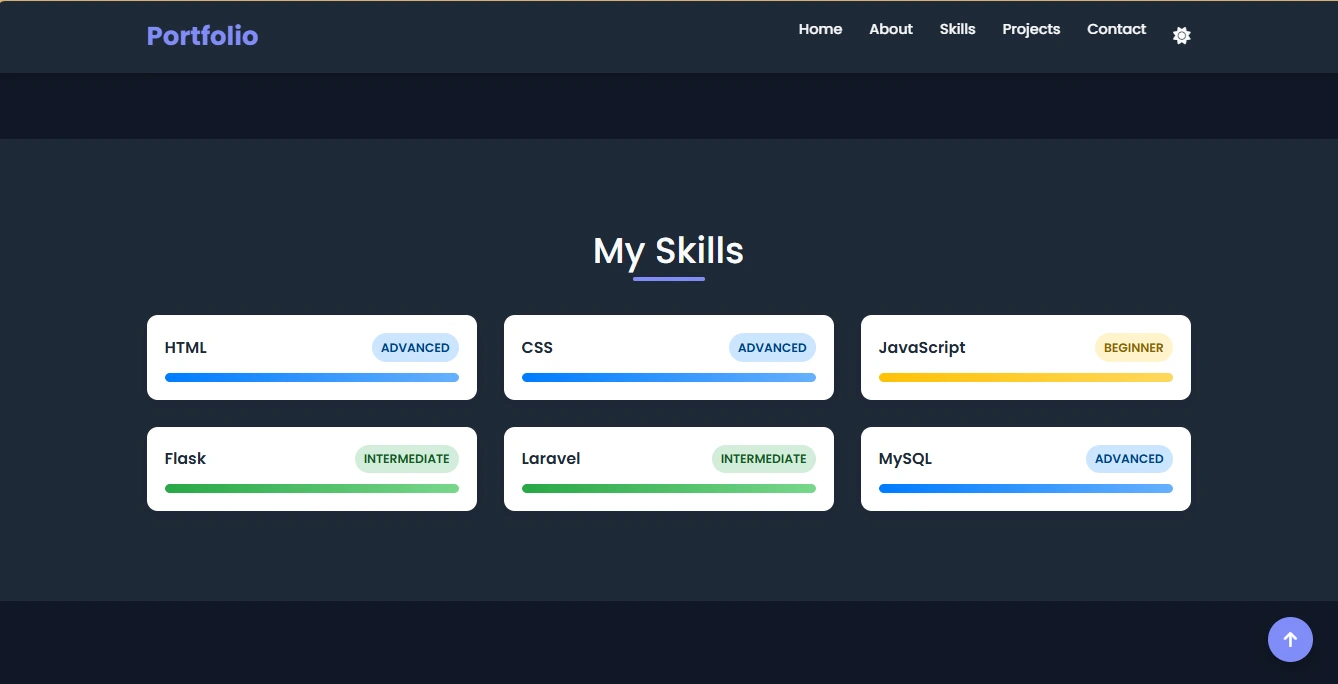 Portfolio
Home About Skills Projects Contact
My Skills
HTML ADVANCED
CSS ADVANCED
JavaScript BEGINNER
Flask INTERMEDIATE
Laravel INTERMEDIATE
MySQL ADVANCED